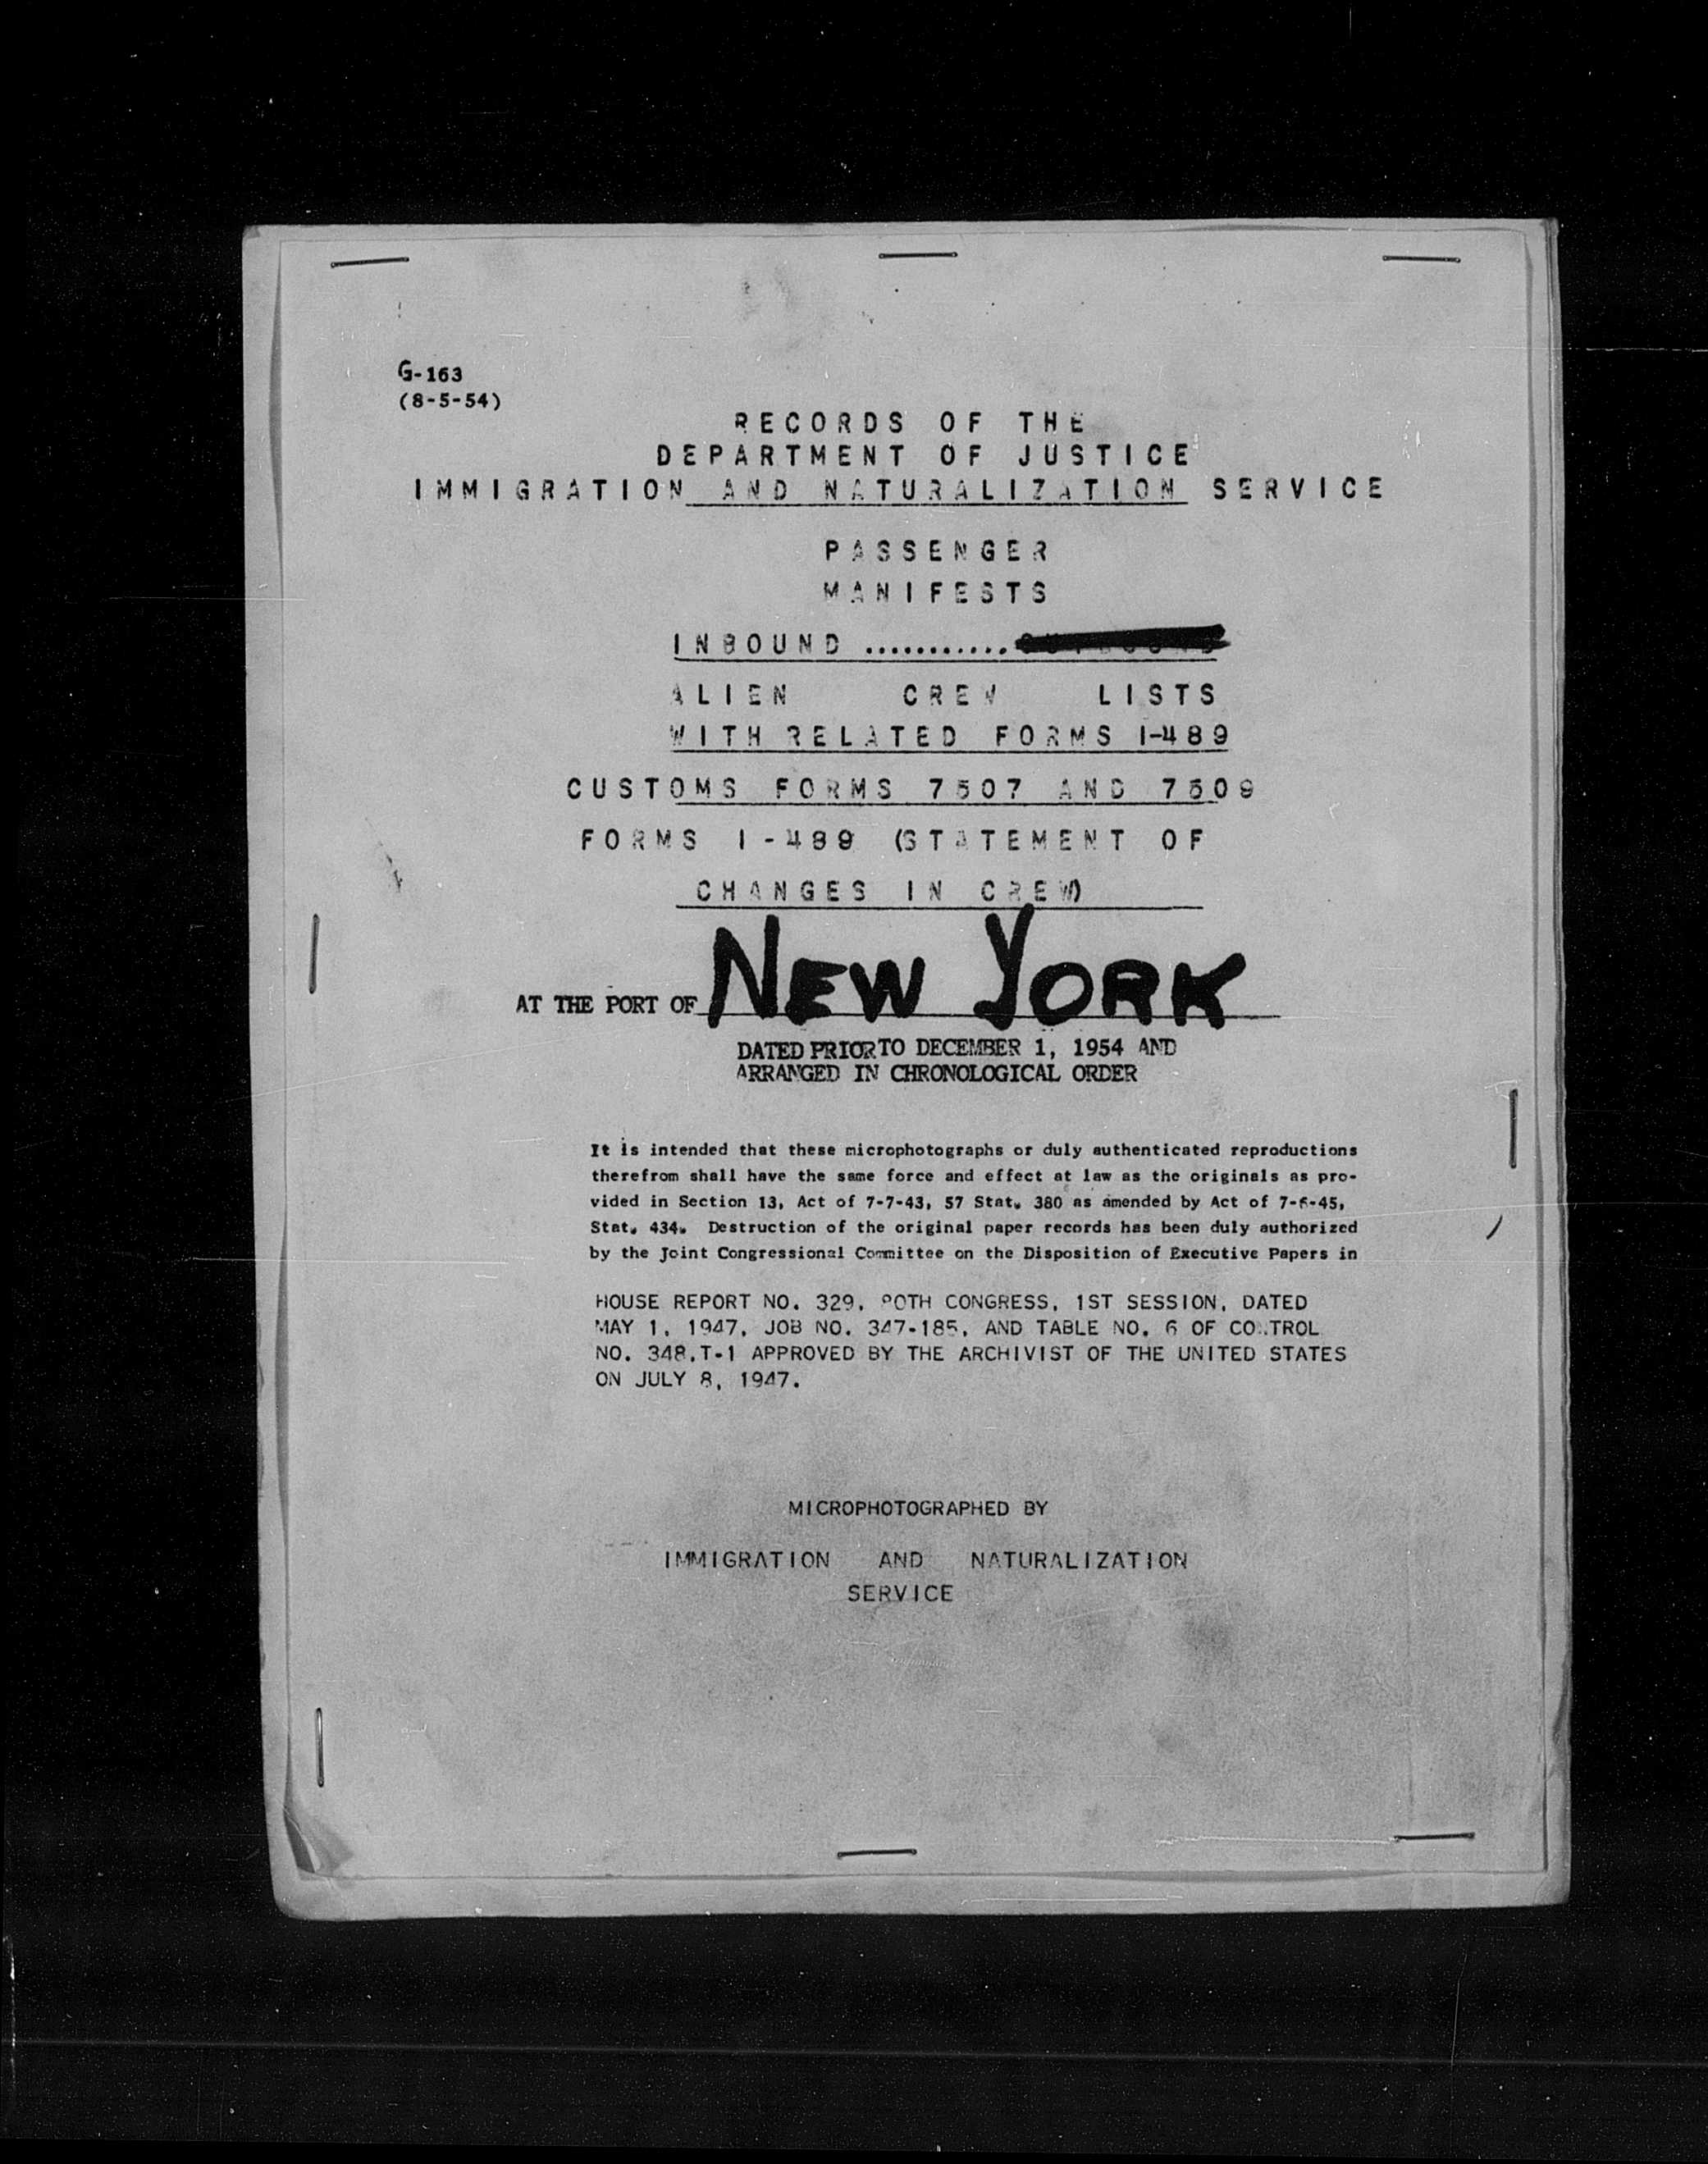 G-163
(8-5-54)
RECORDS OF THE
DEPARTMENT OF JUSTICE
IMMIGRATION AND NATURALIZATION SERVICE
PASSENGER
MANIFESTS
INBOUND ...........
ALIEN CREW LISTS
WITH RELATED FORMS I-489
CUSTOMS FORMS 7507 AND 7509
FORMS I-489 (STATEMENT OF
CHANGES IN CREW)
AT THE PORT OF NEW YORK
DATED PRIOR TO DECEMBER 1, 1954 AND
ARRANGED IN CHRONOLOGICAL ORDER
It is intended that these microphotographs or duly authenticated reproductions
therefrom shall have the same force and effect at law as the originals as pro-
vided in Section 13, Act of 7-7-43, 57 Stat. 380 as amended by Act of 7-6-45,
Stat. 434. Destruction of the original paper records has been duly authorized
by the Joint Congressional Committee on the Disposition of Executive Papers in
HOUSE REPORT NO. 329, 80TH CONGRESS, 1ST SESSION, DATED
MAY 1, 1947, JOB NO. 347-185, AND TABLE NO. 6 OF CONTROL
NO. 348.T-1 APPROVED BY THE ARCHIVIST OF THE UNITED STATES
ON JULY 8, 1947.
MICROPHOTOGRAPHED BY
IMMIGRATION AND NATURALIZATION
SERVICE